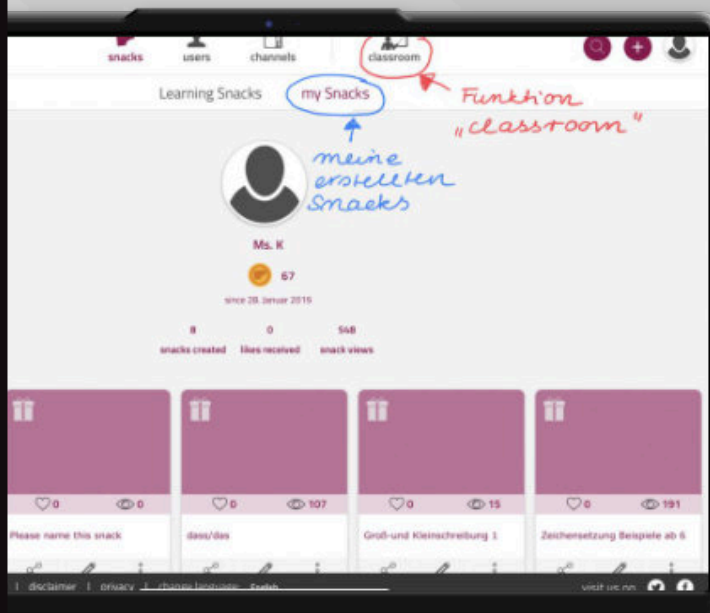 snacks users channels classroom
Learning Snacks my Snacks
Funktion
„classroom"
meine
erstellten
Snacks
Ms. K
67
since 28. Januar 2016
8 0 548
snacks created likes received snack views
0 0 0 107 0 15 0 191
Please name this snack dass/das Groß-und Kleinschreibung 1 Zeichensetzung Beispiele ab 6
| disclaimer | privacy | change language: English visit us on